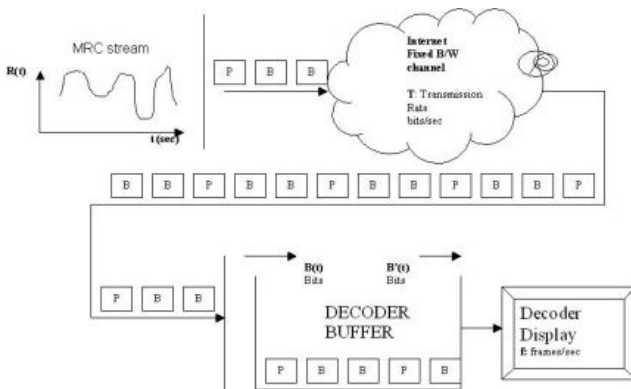 MRC stream
R(t)
t (sec)
P B B
Internet
Fixed B/W
channel
T: Transmission
Rate
bits/sec
B B P B B P B B P B B P
P B B
B(t)
Bits
B'(t)
Bits
DECODER
BUFFER
P B B P B
Decoder
Display
f: frames/sec